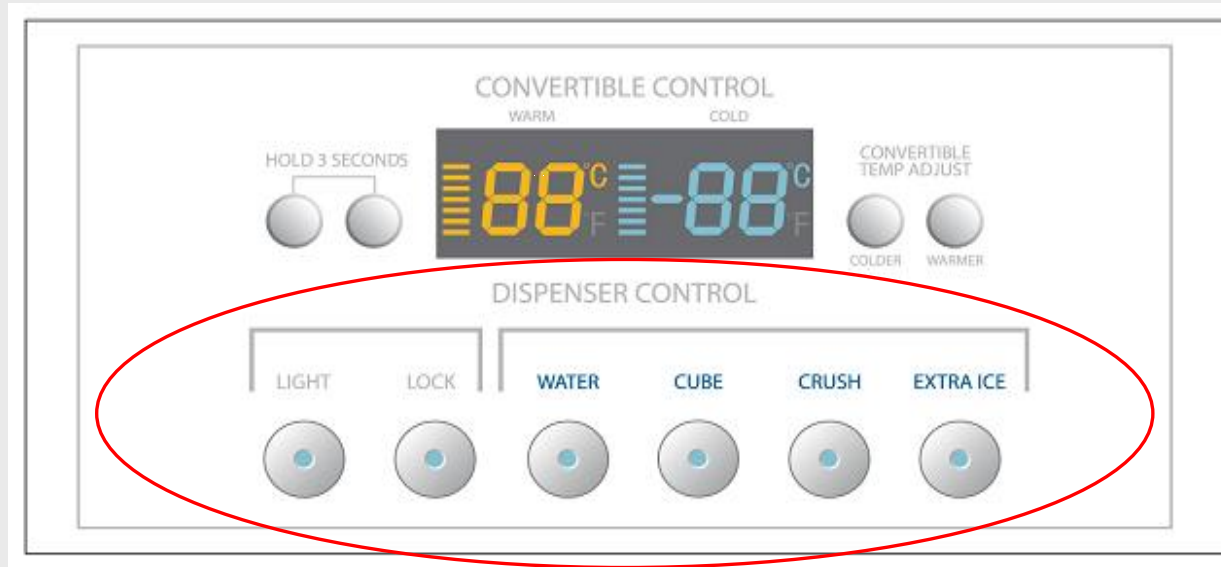 CONVERTIBLE CONTROL
WARM COLD
HOLD 3 SECONDS
88°C °F -88°C °F
CONVERTIBLE
TEMP ADJUST
COLDER WARMER
DISPENSER CONTROL
LIGHT LOCK WATER CUBE CRUSH EXTRA ICE